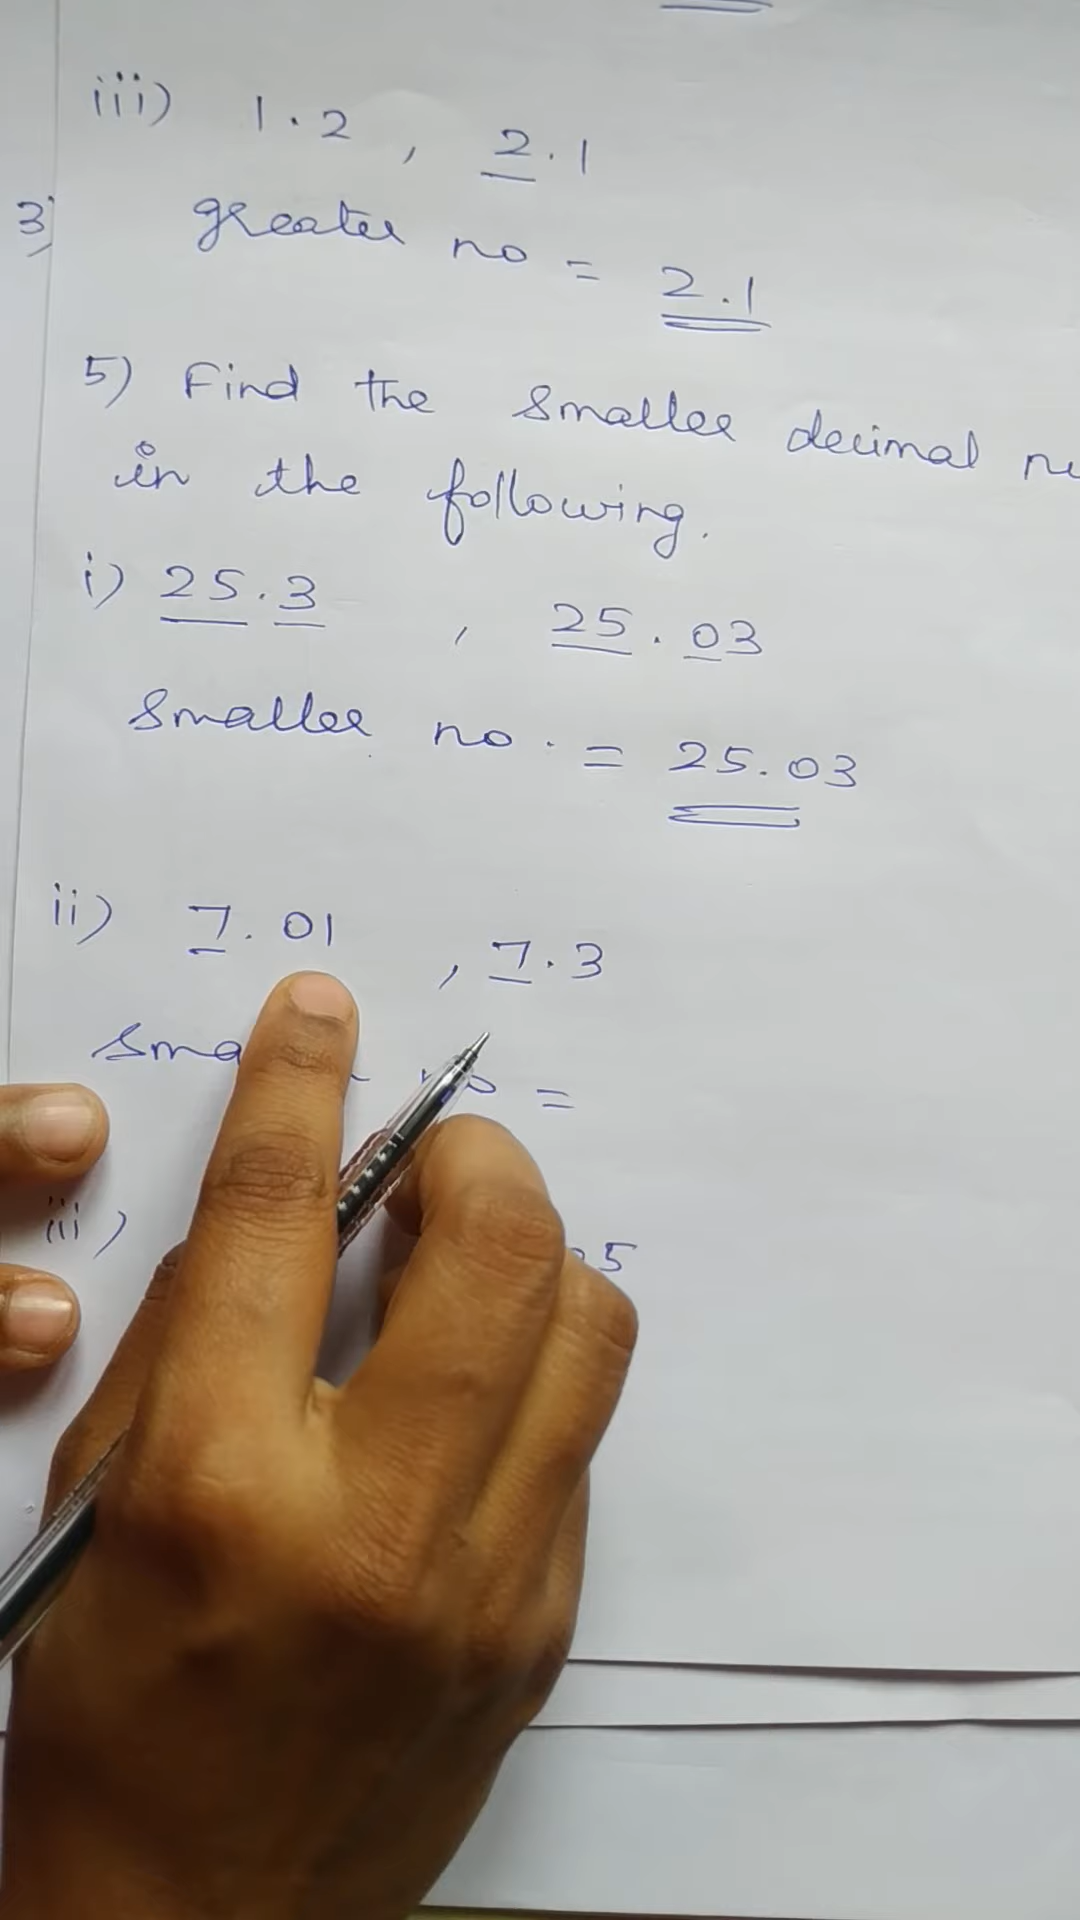 iii) 1.2 , 2.1
3)
greater no = 2.1
5) Find the smaller decimal
in the following.
i) 25.3 , 25.03
Smaller no. = 25.03
ii) 7.01 , 7.3
no =
iii) 5